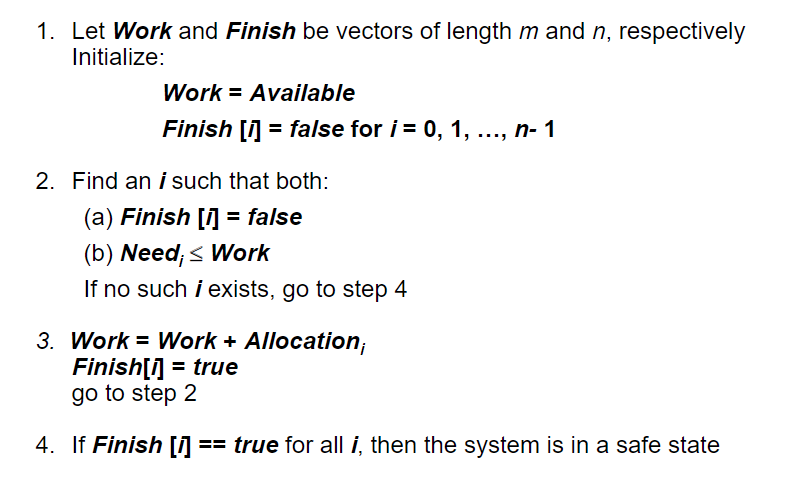 1. Let Work and Finish be vectors of length m and n, respectively
Initialize:
Work = Available
Finish [i] = false for i = 0, 1, …, n- 1
2. Find an i such that both:
(a) Finish [i] = false
(b) Needi ≤ Work
If no such i exists, go to step 4
3. Work = Work + Allocationi
Finish[i] = true
go to step 2
4. If Finish [i] == true for all i, then the system is in a safe state